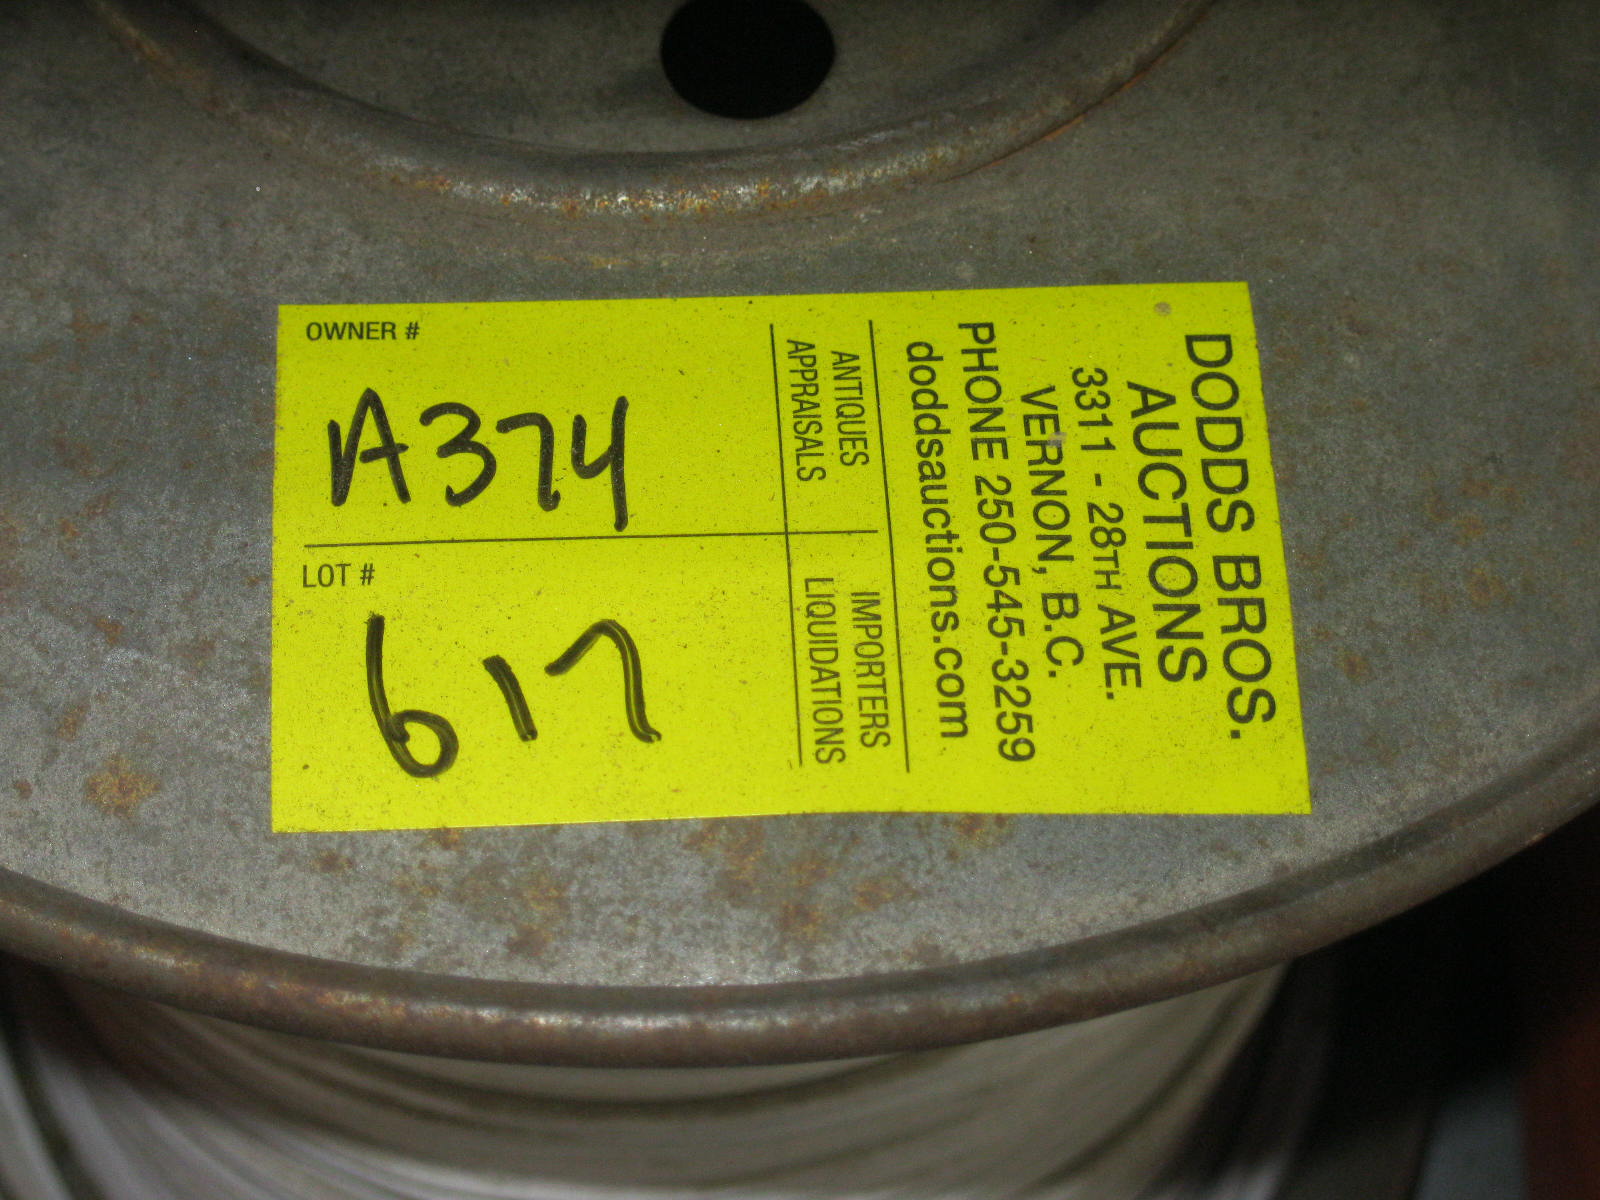 OWNER #
A374
LOT #
617
DODDS BROS.
AUCTIONS
3311 - 28TH AVE.
VERNON, B.C.
PHONE 250-545-3259
doddsauctions.com
ANTIQUES IMPORTERS
APPRAISALS LIQUIDATIONS